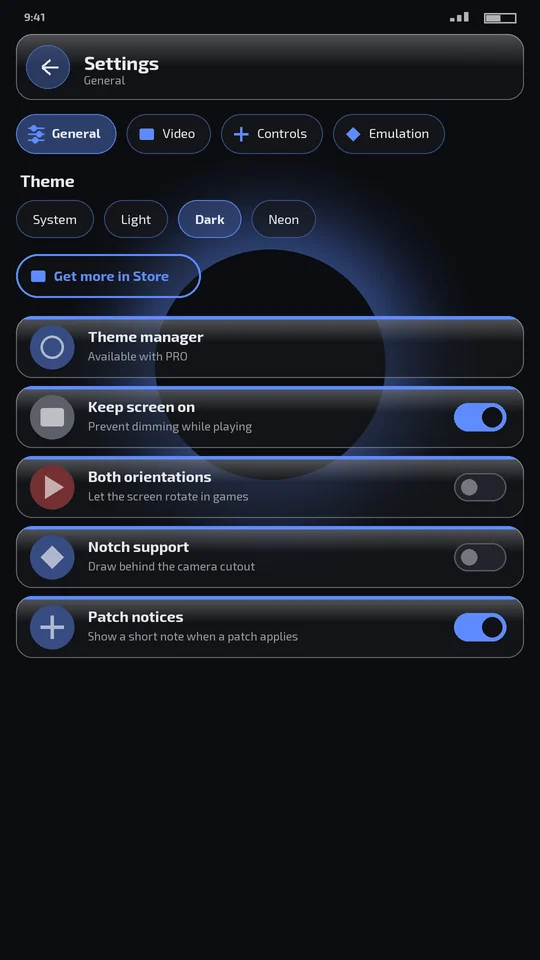 9:41
Settings
General
General
Video
Controls
Emulation
Theme
System
Light
Dark
Neon
Get more in Store
Theme manager
Available with PRO
Keep screen on
Prevent dimming while playing
Both orientations
Let the screen rotate in games
Notch support
Draw behind the camera cutout
Patch notices
Show a short note when a patch applies